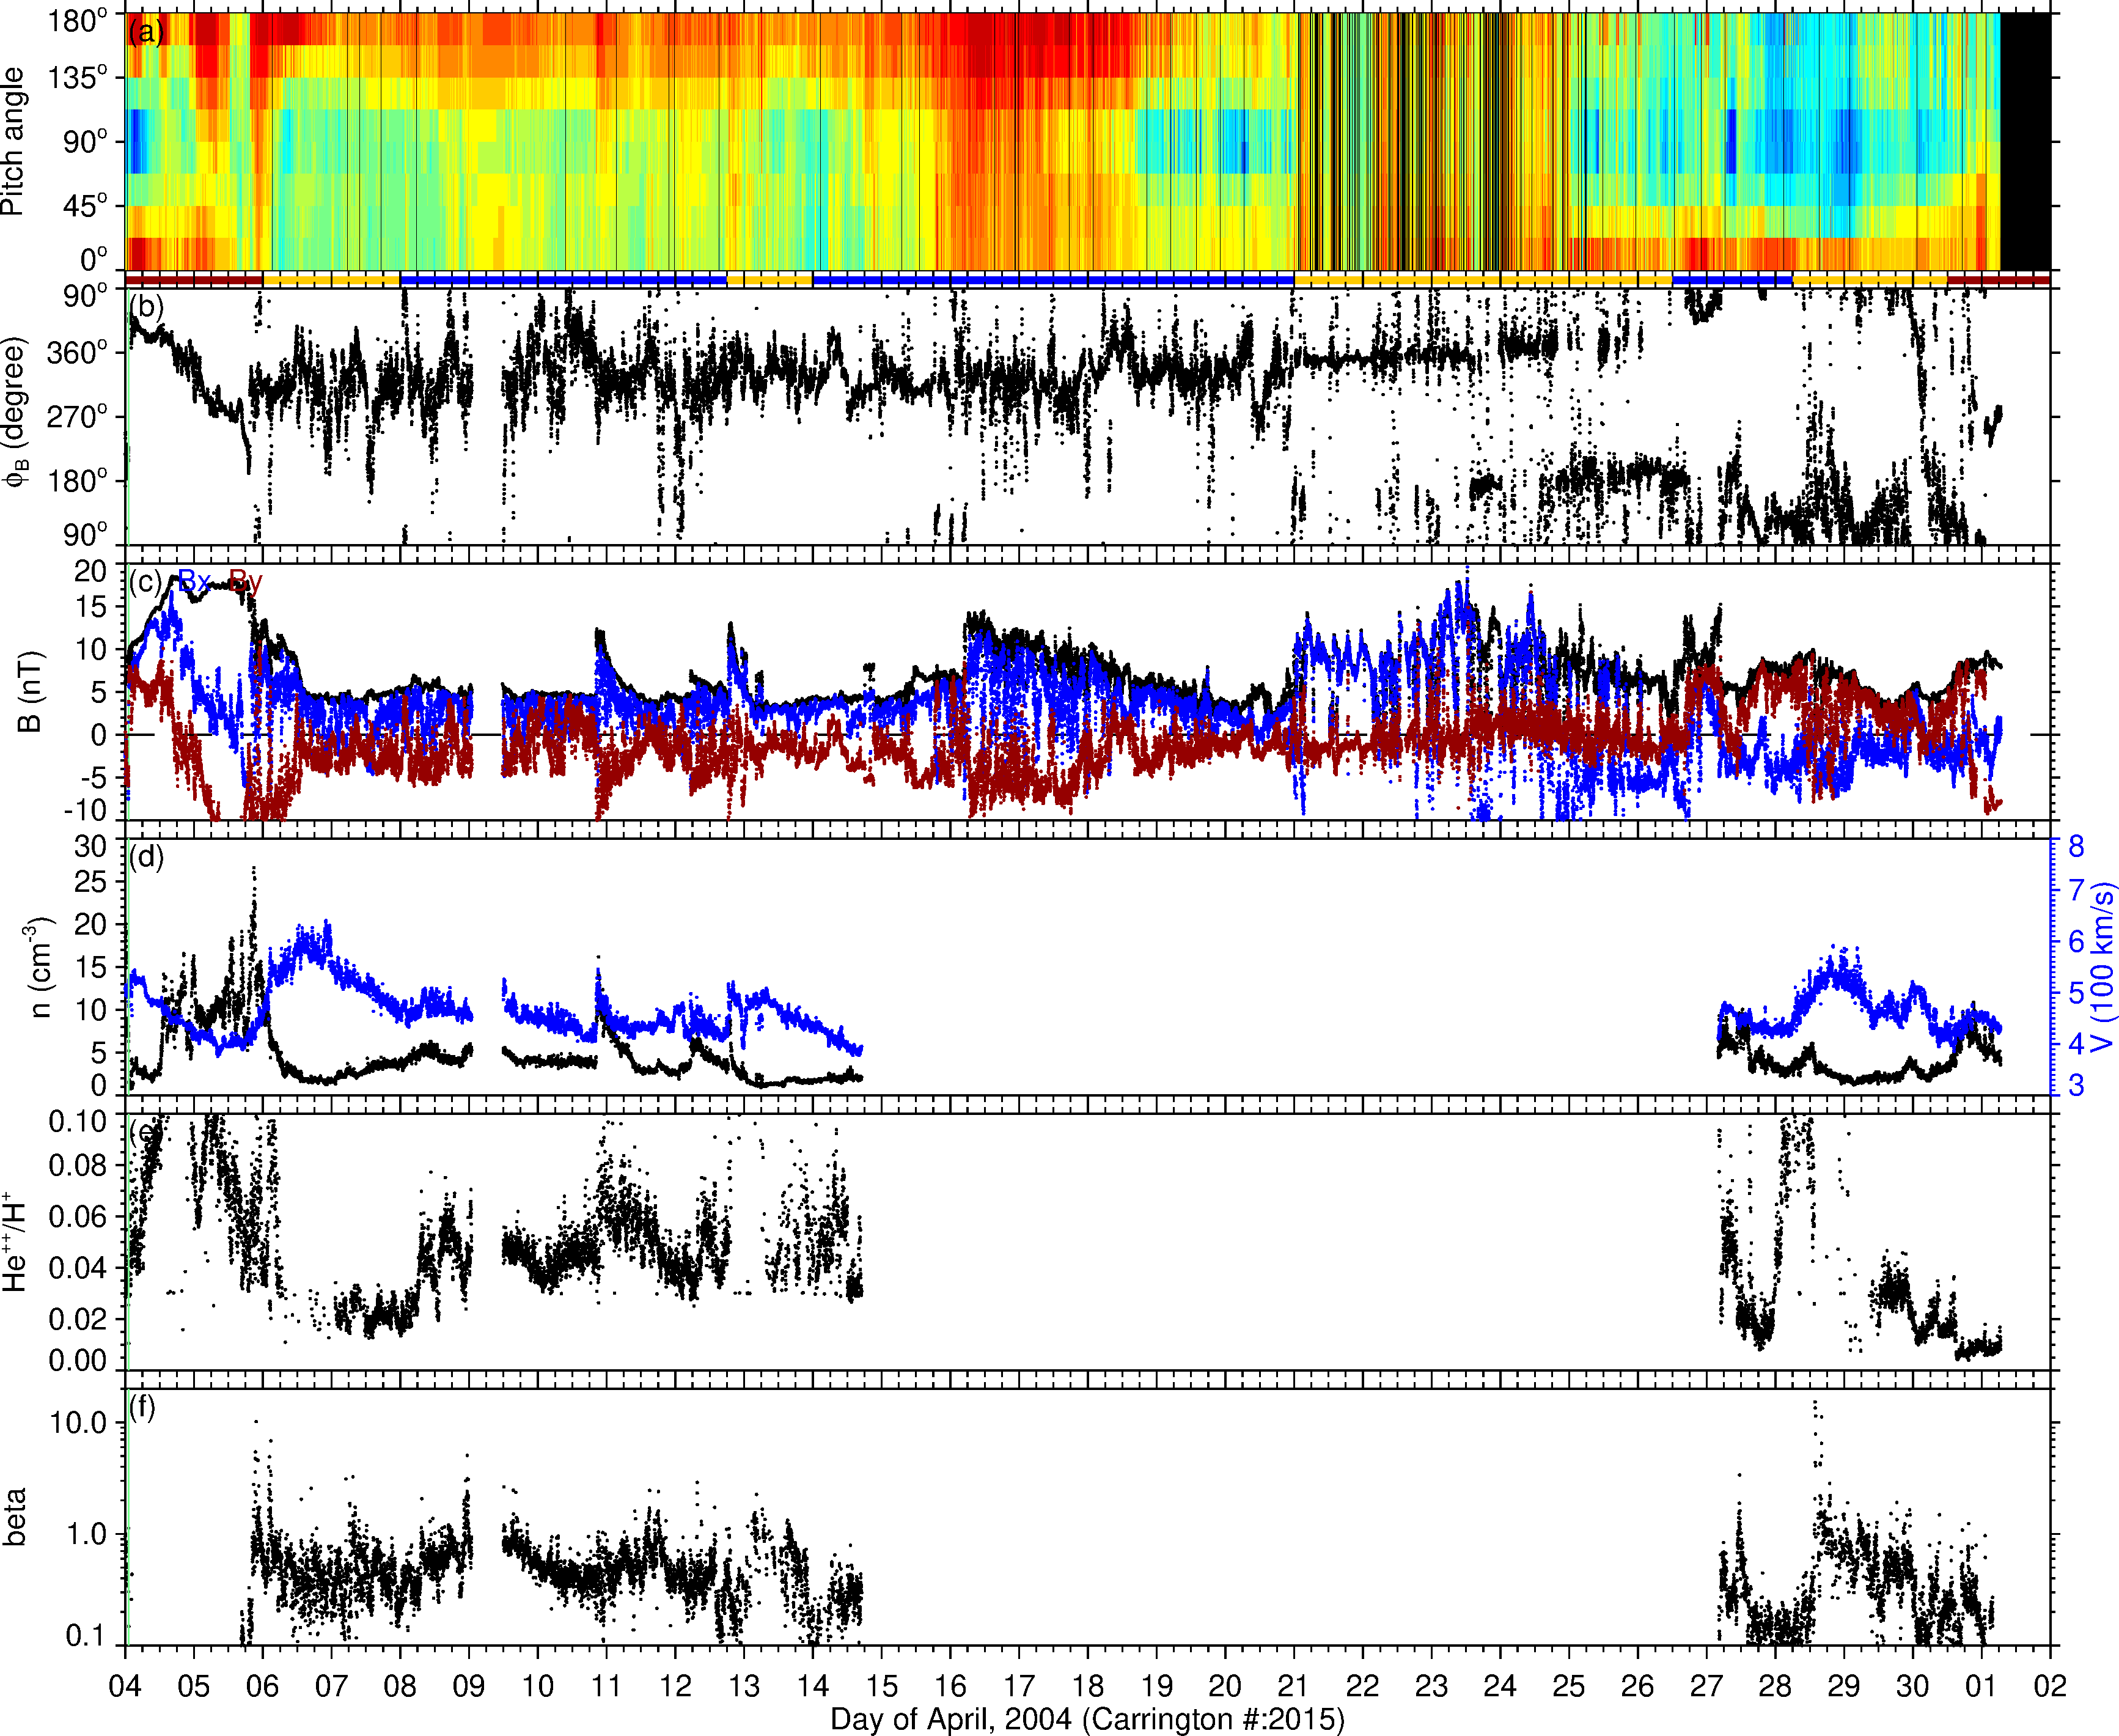 (a)
180°
135°
90°
45°
0°
Pitch angle
(b)
90°
360°
270°
180°
90°
ϕB (degree)
(c)
Bx By
20
15
10
5
0
-5
-10
B (nT)
(d)
30
25
20
15
10
5
0
n (cm⁻³)
8
7
6
5
4
3
V (100 km/s)
(e)
0.10
0.08
0.06
0.04
0.02
0.00
He⁺⁺/H⁺
(f)
10.0
1.0
0.1
beta
04 05 06 07 08 09 10 11 12 13 14 15 16 17 18 19 20 21 22 23 24 25 26 27 28 29 30 01 02
Day of April, 2004 (Carrington #:2015)